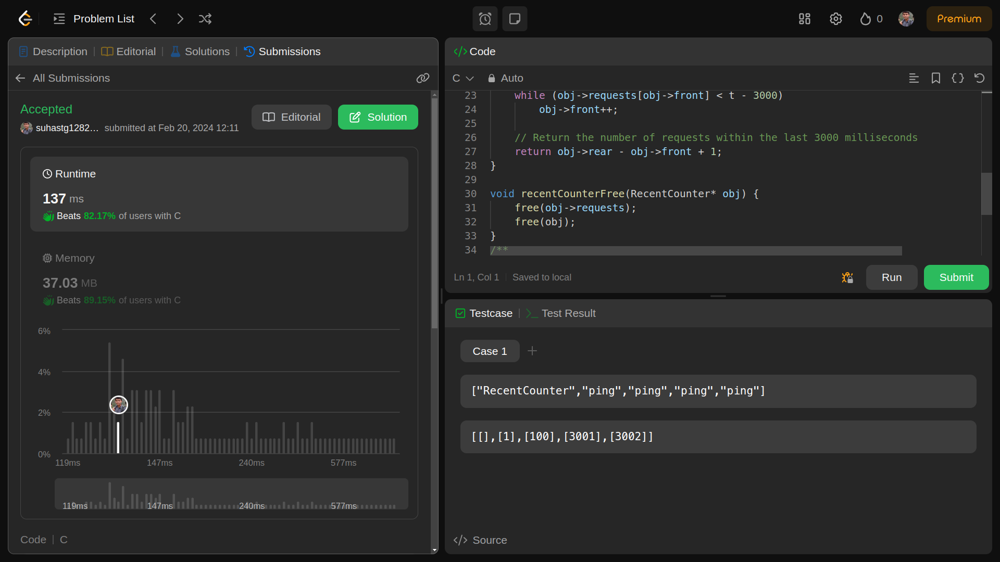 Problem List
0
Premium
Description | Editorial | Solutions | Submissions
All Submissions
Accepted
suhastg1282... submitted at Feb 20, 2024 12:11
Editorial
Solution
Runtime
137 ms
Beats 82.17% of users with C
Memory
37.03 MB
Beats 89.15% of users with C
6%
4%
2%
0%
119ms 147ms 240ms 577ms
119ms 147ms 240ms 577ms
Code | C
</> Code
C Auto
23 while (obj->requests[obj->front] < t - 3000)
24 obj->front++;
25
26 // Return the number of requests within the last 3000 milliseconds
27 return obj->rear - obj->front + 1;
28 }
29
30 void recentCounterFree(RecentCounter* obj) {
31 free(obj->requests);
32 free(obj);
33 }
34 /**
Ln 1, Col 1 | Saved to local
Run
Submit
Testcase | Test Result
Case 1 +
["RecentCounter","ping","ping","ping","ping"]
[[],[1],[100],[3001],[3002]]
</> Source